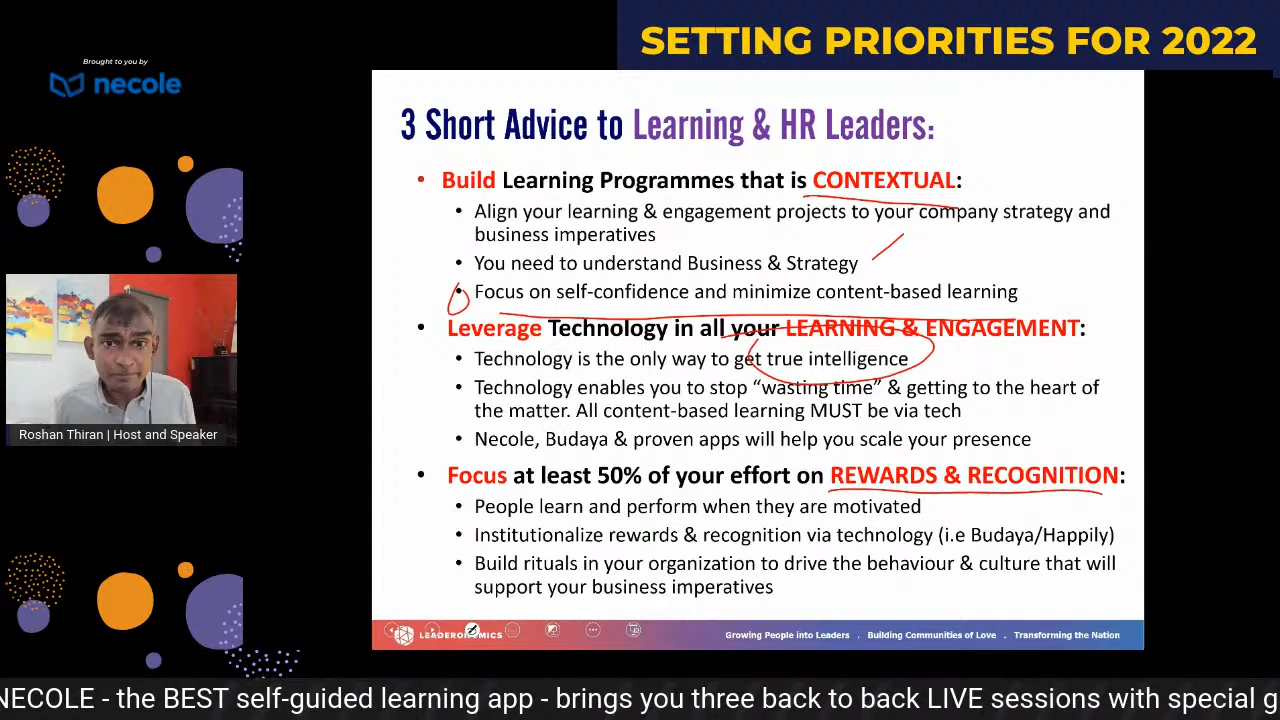 SETTING PRIORITIES FOR 2022
Brought to you by
necole
3 Short Advice to Learning & HR Leaders:
• Build Learning Programmes that is CONTEXTUAL:
• Align your learning & engagement projects to your company strategy and
business imperatives
• You need to understand Business & Strategy
• Focus on self-confidence and minimize content-based learning
• Leverage Technology in all your LEARNING & ENGAGEMENT:
• Technology is the only way to get true intelligence
• Technology enables you to stop “wasting time” & getting to the heart of
the matter. All content-based learning MUST be via tech
• Necole, Budaya & proven apps will help you scale your presence
• Focus at least 50% of your effort on REWARDS & RECOGNITION:
• People learn and perform when they are motivated
• Institutionalize rewards & recognition via technology (i.e Budaya/Happily)
• Build rituals in your organization to drive the behaviour & culture that will
support your business imperatives
Roshan Thiran | Host and Speaker
LEADERONOMICS
Growing People into Leaders . Building Communities of Love . Transforming the Nation
NECOLE - the BEST self-guided learning app - brings you three back to back LIVE sessions with special g